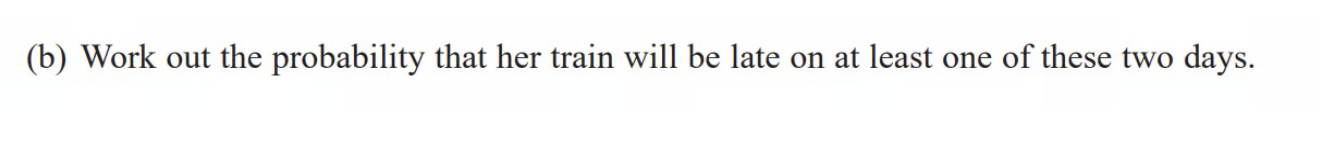 (b) Work out the probability that her train will be late on at least one of these two days.